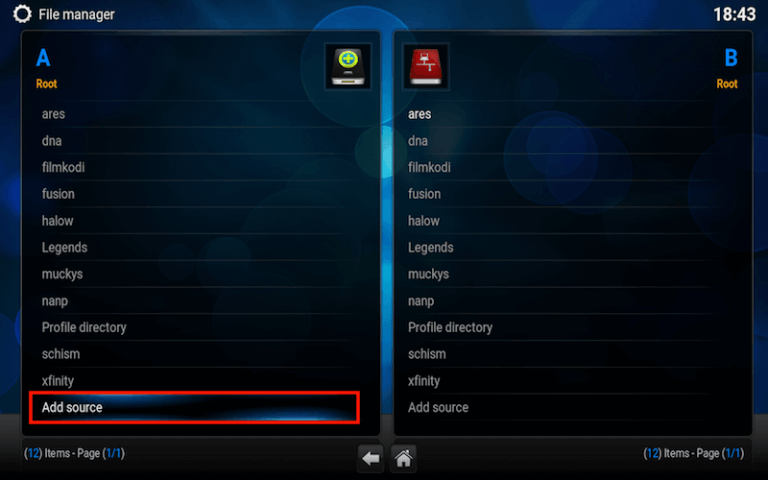 File manager
18:43
A
Root
ares
dna
filmkodi
fusion
halow
Legends
muckys
nanp
Profile directory
schism
xfinity
Add source
(12) Items - Page (1/1)
B
Root
ares
dna
filmkodi
fusion
halow
Legends
muckys
nanp
Profile directory
schism
xfinity
Add source
(12) Items - Page (1/1)